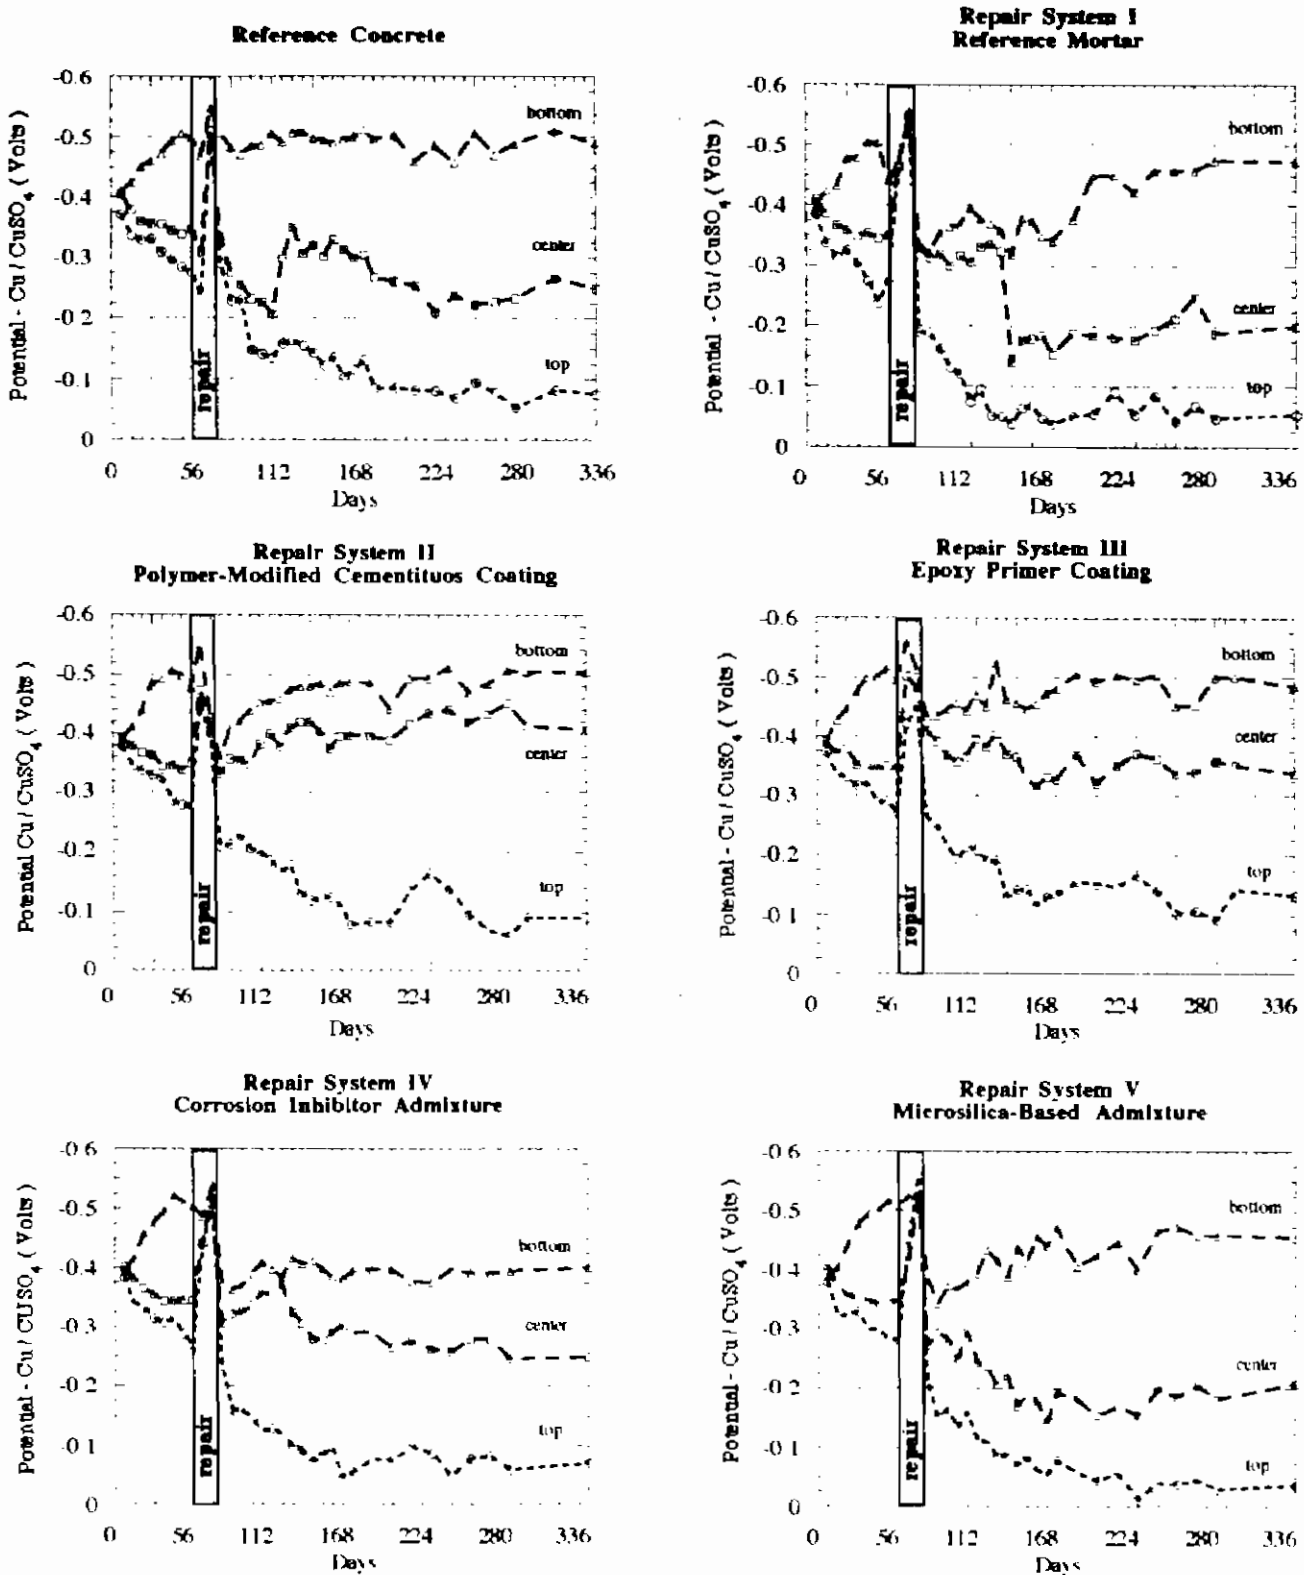 Reference Concrete
Potential - Cu / CuSO4 ( Volts )
-0.6
-0.5
-0.4
-0.3
-0.2
-0.1
0
bottom
center
top
repair
0 56 112 168 224 280 336
Days
Repair System I
Reference Mortar
Potential - Cu / CuSO4 ( Volts )
-0.6
-0.5
-0.4
-0.3
-0.2
-0.1
0
bottom
center
top
repair
0 56 112 168 224 280 336
Days
Repair System II
Polymer-Modified Cementituos Coating
Potential Cu / CuSO4 ( Volts )
-0.6
-0.5
-0.4
-0.3
-0.2
-0.1
0
bottom
center
top
repair
0 56 112 168 224 280 336
Days
Repair System III
Epoxy Primer Coating
Potential - Cu / CuSO4 ( Volts )
-0.6
-0.5
-0.4
-0.3
-0.2
-0.1
0
bottom
center
top
repair
0 56 112 168 224 280 336
Days
Repair System IV
Corrosion Inhibitor Admixture
Potential - Cu / CUSO4 ( Volts )
-0.6
-0.5
-0.4
-0.3
-0.2
-0.1
0
bottom
center
top
repair
0 56 112 168 224 280 336
Days
Repair System V
Microsilica-Based Admixture
Potential - Cu / CuSO4 ( Volts )
-0.6
-0.5
-0.4
-0.3
-0.2
-0.1
0
bottom
center
top
repair
0 56 112 168 224 280 336
Days